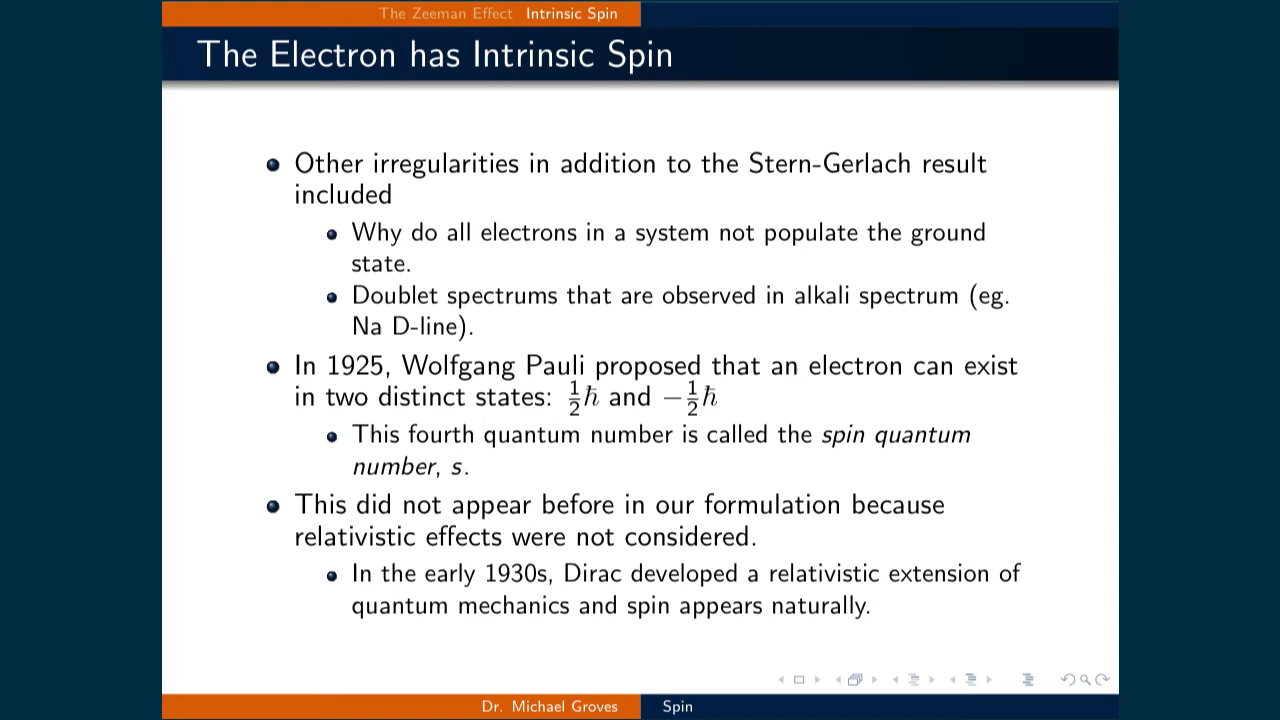 The Zeeman Effect Intrinsic Spin
The Electron has Intrinsic Spin
Other irregularities in addition to the Stern-Gerlach result
included
Why do all electrons in a system not populate the ground
state.
Doublet spectrums that are observed in alkali spectrum (eg.
Na D-line).
In 1925, Wolfgang Pauli proposed that an electron can exist
in two distinct states: ½ℏ and −½ℏ
This fourth quantum number is called the spin quantum
number, s.
This did not appear before in our formulation because
relativistic effects were not considered.
In the early 1930s, Dirac developed a relativistic extension of
quantum mechanics and spin appears naturally.
Dr. Michael Groves Spin